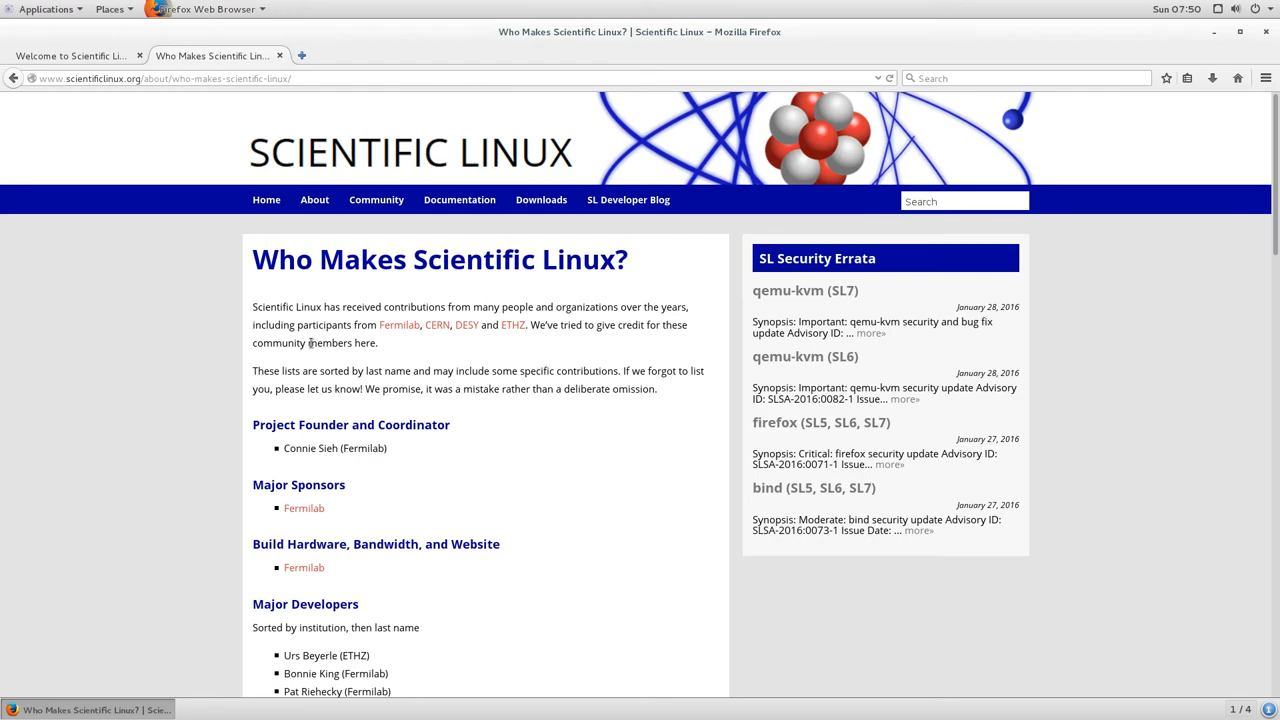 Applications Places Firefox Web Browser Sun 07:50
Who Makes Scientific Linux? | Scientific Linux – Mozilla Firefox
Welcome to Scientific Li... Who Makes Scientific Lin...
www.scientificlinux.org/about/who-makes-scientific-linux/ Search
SCIENTIFIC LINUX
Home About Community Documentation Downloads SL Developer Blog Search
Who Makes Scientific Linux?
Scientific Linux has received contributions from many people and organizations over the years,
including participants from Fermilab, CERN, DESY and ETHZ. We've tried to give credit for these
community members here.
These lists are sorted by last name and may include some specific contributions. If we forgot to list
you, please let us know! We promise, it was a mistake rather than a deliberate omission.
Project Founder and Coordinator
Connie Sieh (Fermilab)
Major Sponsors
Fermilab
Build Hardware, Bandwidth, and Website
Fermilab
Major Developers
Sorted by institution, then last name
Urs Beyerle (ETHZ)
Bonnie King (Fermilab)
Pat Riehecky (Fermilab)
SL Security Errata
qemu-kvm (SL7)
January 28, 2016
Synopsis: Important: qemu-kvm security and bug fix
update Advisory ID: ... more»
qemu-kvm (SL6)
January 28, 2016
Synopsis: Important: qemu-kvm security update Advisory
ID: SLSA-2016:0082-1 Issue... more»
firefox (SL5, SL6, SL7)
January 27, 2016
Synopsis: Critical: firefox security update Advisory ID:
SLSA-2016:0071-1 Issue... more»
bind (SL5, SL6, SL7)
January 27, 2016
Synopsis: Moderate: bind security update Advisory ID:
SLSA-2016:0073-1 Issue Date: ... more»
Who Makes Scientific Linux? | Scie... 1 / 4 1